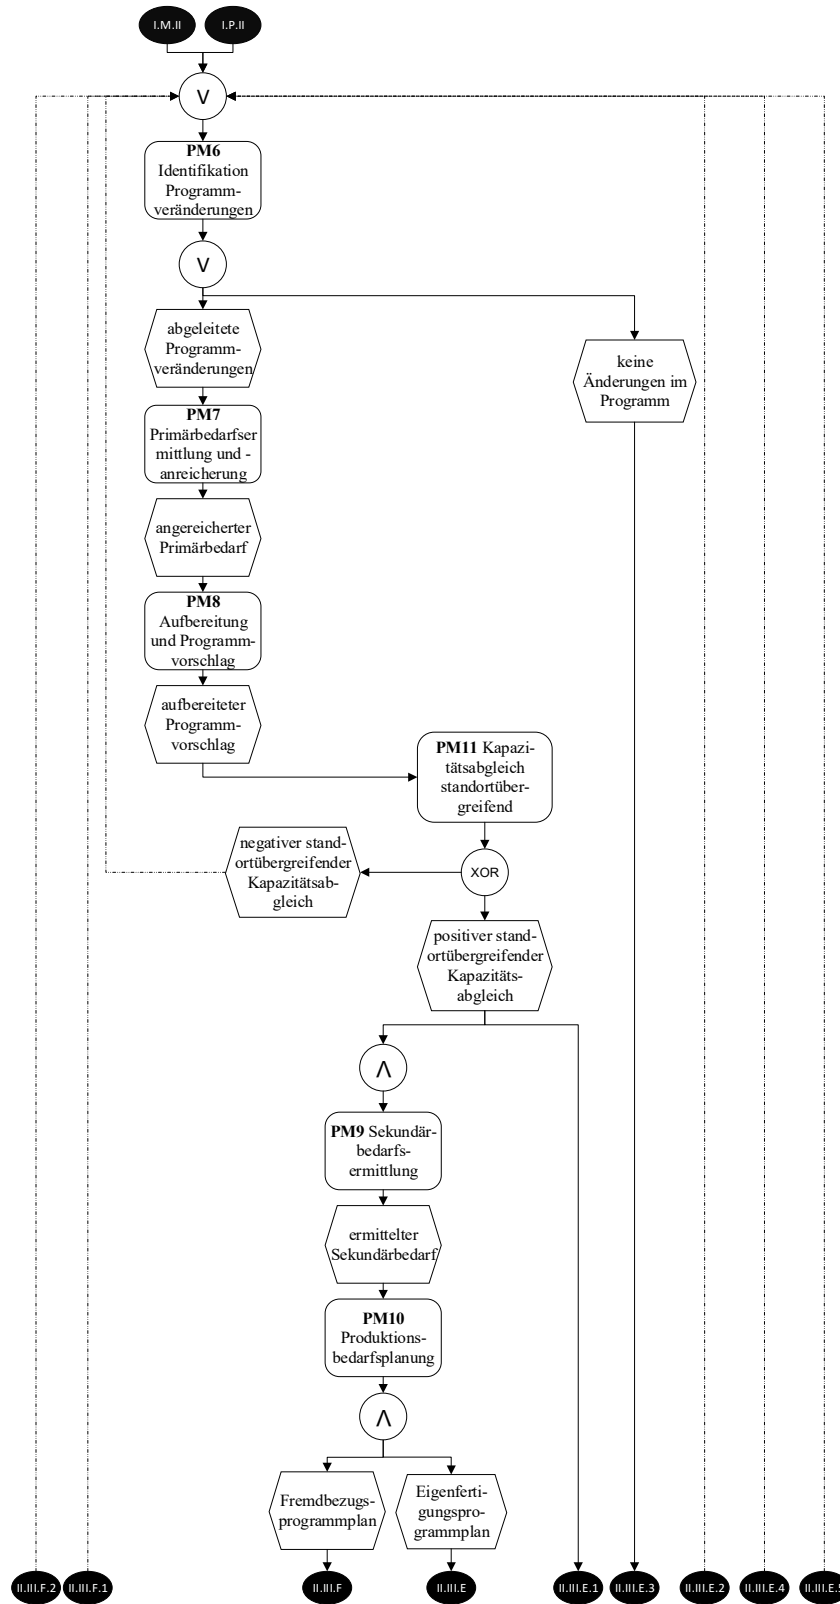 I.M.II
I.P.II
V
PM6
Identifikation
Programm-
veränderungen
V
abgeleitete
Programm-
veränderungen
keine
Änderungen im
Programm
PM7
Primärbedarfser
mittlung und -
anreicherung
angereicherter
Primärbedarf
PM8
Aufbereitung
und Programm-
vorschlag
aufbereiteter
Programm-
vorschlag
PM11 Kapazi-
tätsabgleich
standortüber-
greifend
negativer stand-
ortübergreifender
Kapazitätsab-
gleich
XOR
positiver stand-
ortübergreifender
Kapazitäts-
abgleich
Λ
PM9 Sekundär-
bedarfs-
ermittlung
ermittelter
Sekundärbedarf
PM10
Produktions-
bedarfsplanung
Λ
Fremdbezugs-
programmplan
Eigenferti-
gungspro-
grammplan
II.III.F.2
II.III.F.1
II.III.F
II.III.E
II.III.E.1
II.III.E.3
II.III.E.2
II.III.E.4
II.III.E.5